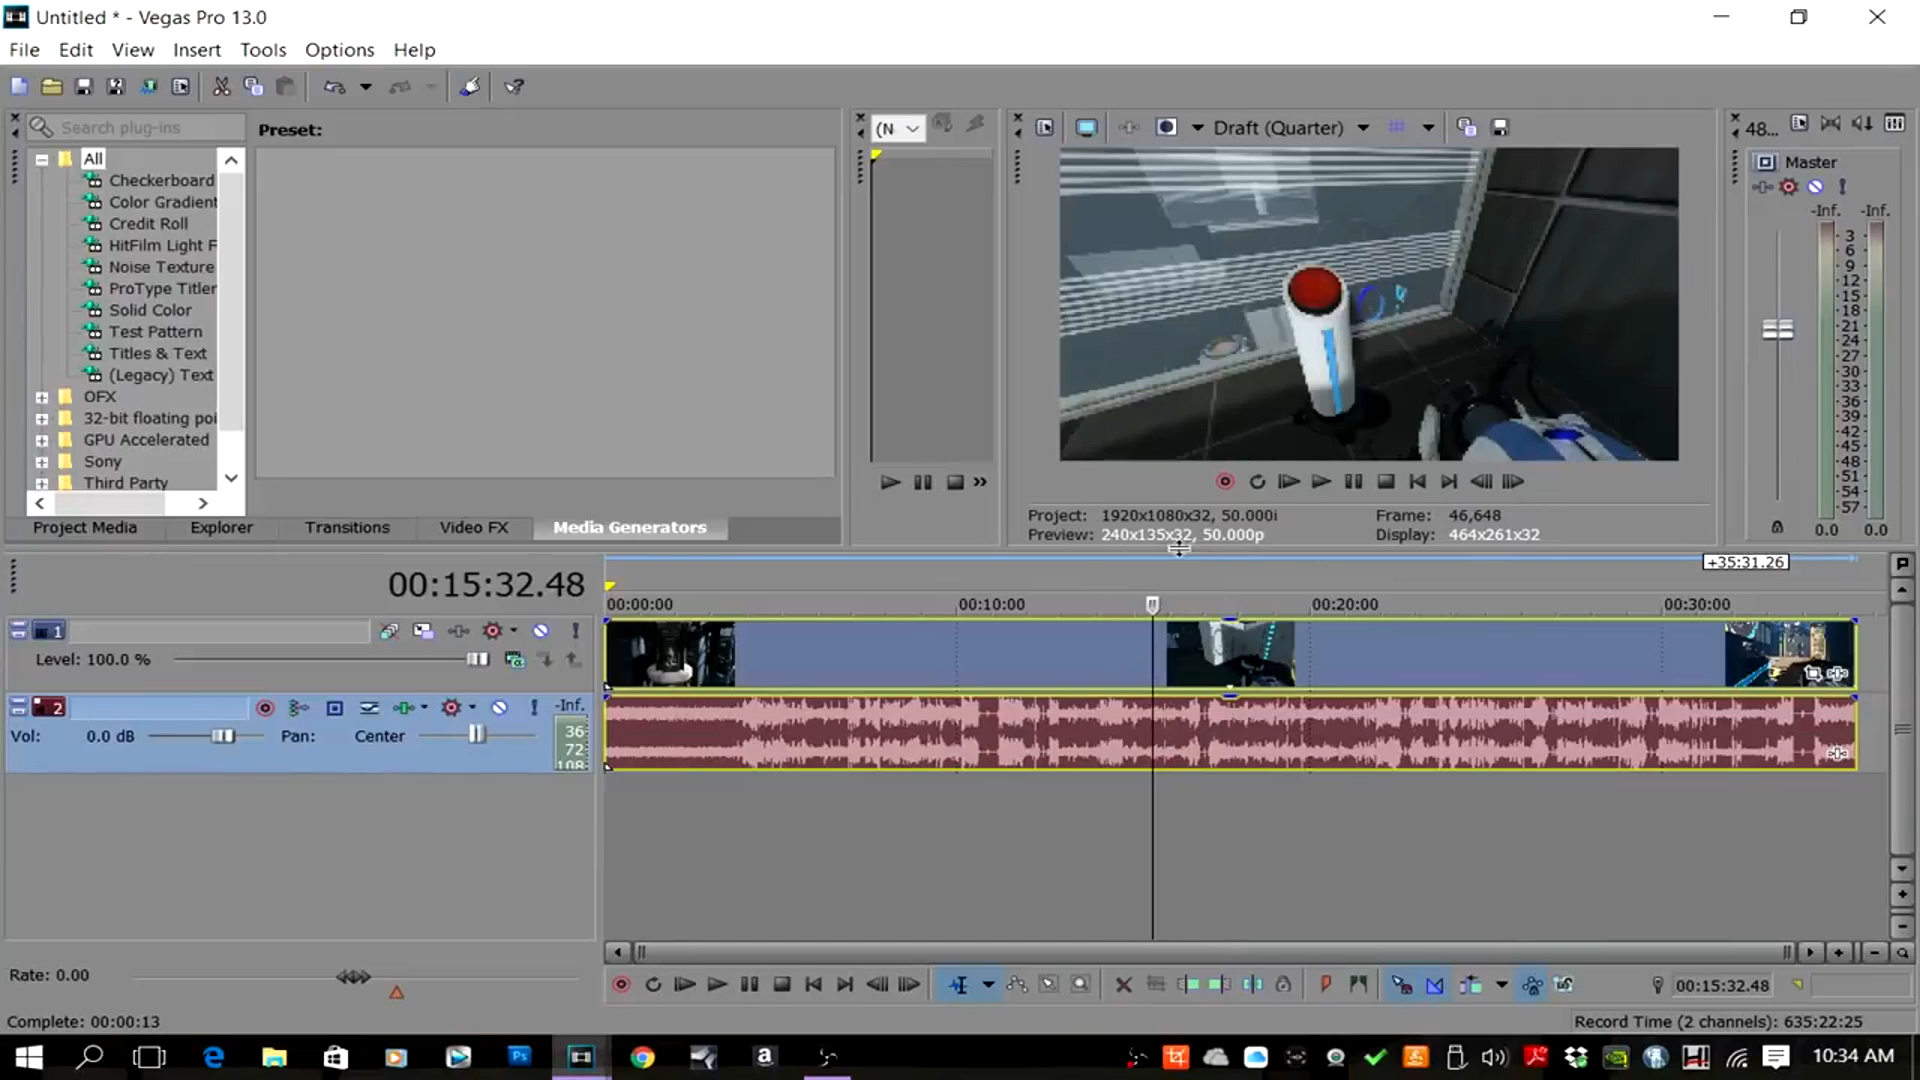 Untitled * - Vegas Pro 13.0
File Edit View Insert Tools Options Help
Search plug-ins
Preset:
All
Checkerboard
Color Gradient
Credit Roll
HitFilm Light F
Noise Texture
ProType Titler
Solid Color
Test Pattern
Titles & Text
(Legacy) Text
OFX
32-bit floating poi
GPU Accelerated
Sony
Third Party
Project Media Explorer Transitions Video FX Media Generators
(N
Draft (Quarter)
Project: 1920x1080x32, 50.000i Frame: 46,648
Preview: 240x135x32, 50.000p Display: 464x261x32
48...
Master
-Inf. -Inf.
3
6
9
12
15
18
21
24
27
30
33
36
39
42
45
48
51
54
57
0.0 0.0
00:15:32.48
+35:31.26
00:00:00 00:10:00 00:20:00 00:30:00
1
Level: 100.0 %
2
-Inf.
36
72
108
Vol: 0.0 dB Pan: Center
Rate: 0.00
00:15:32.48
Complete: 00:00:13
Record Time (2 channels): 635:22:25
10:34 AM